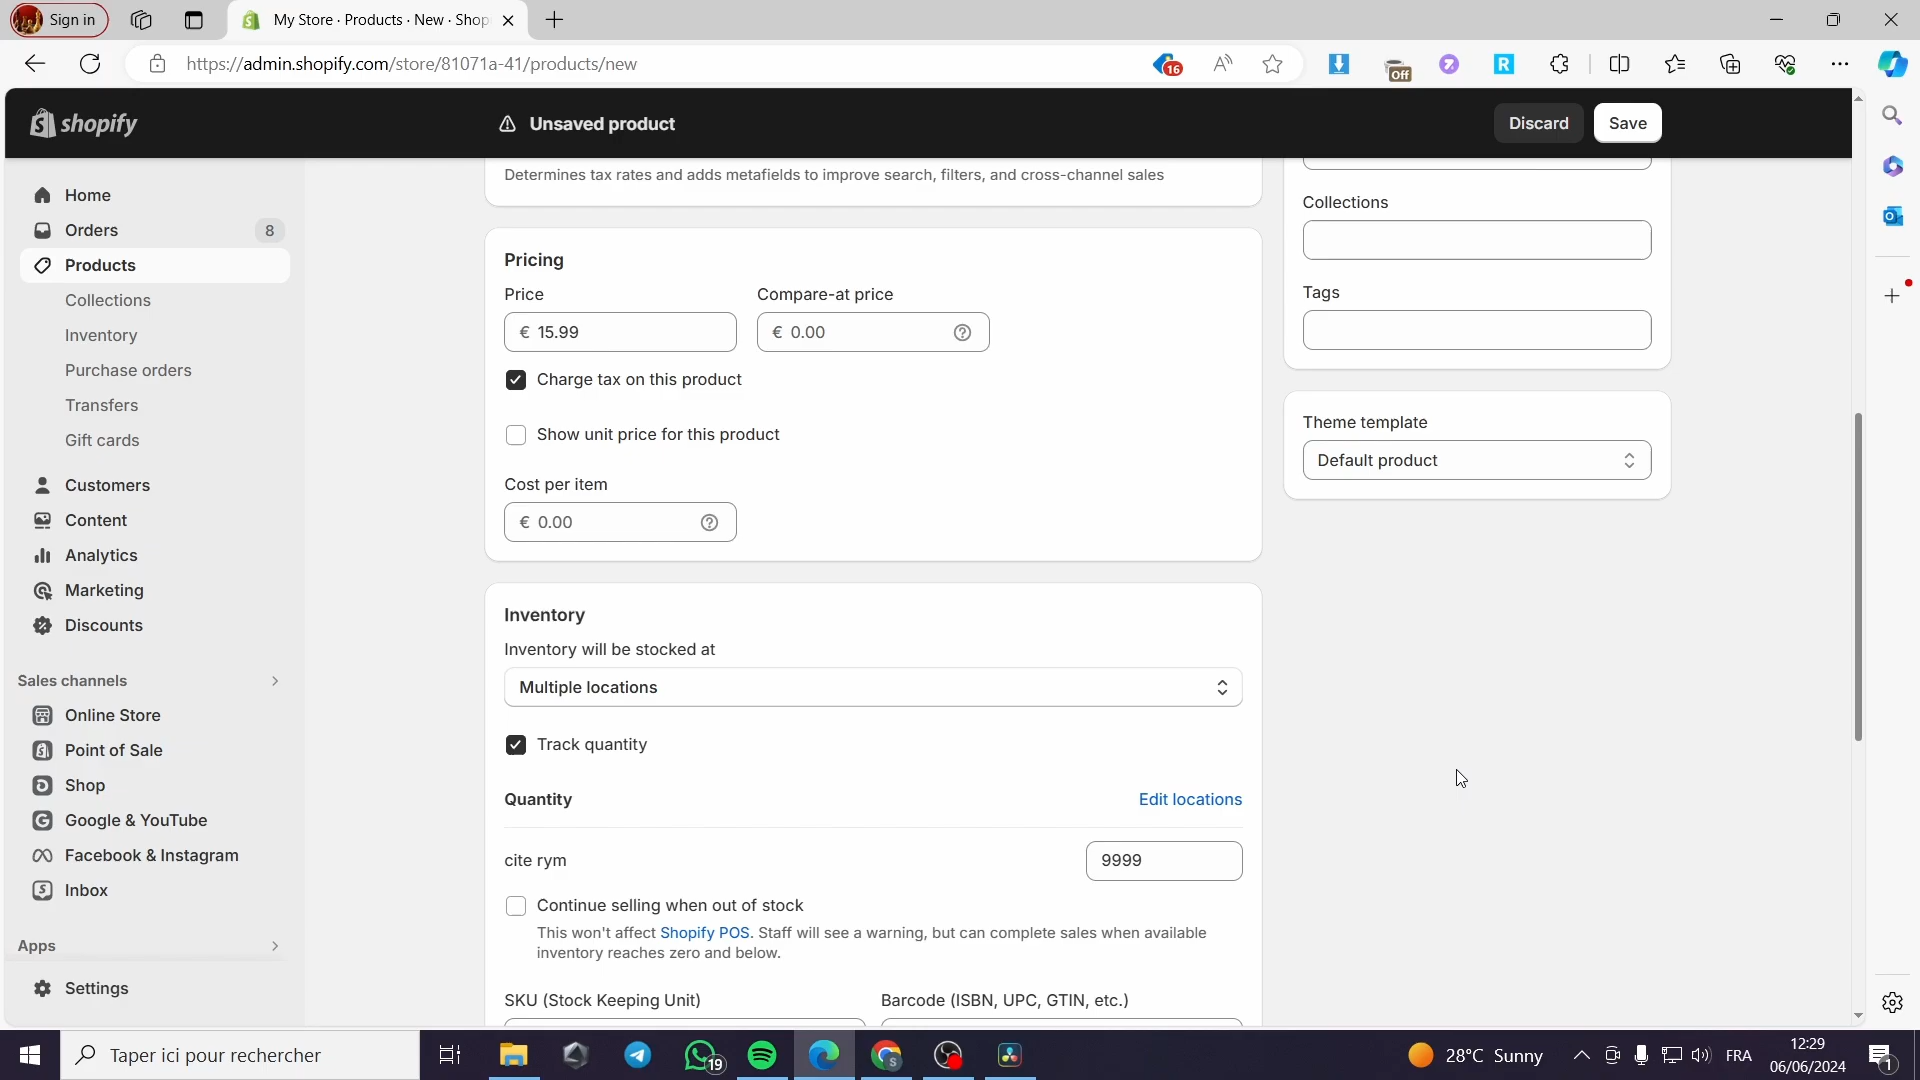 Sign in
My Store · Products · New · Shop
https://admin.shopify.com/store/81071a-41/products/new
16
Off
shopify
Unsaved product
Discard
Save
Home
Orders
8
Products
Collections
Inventory
Purchase orders
Transfers
Gift cards
Customers
Content
Analytics
Marketing
Discounts
Sales channels
Online Store
Point of Sale
Shop
Google & YouTube
Facebook & Instagram
Inbox
Apps
Settings
Determines tax rates and adds metafields to improve search, filters, and cross-channel sales
Pricing
Price
Compare-at price
€ 15.99
€ 0.00
Charge tax on this product
Show unit price for this product
Cost per item
€ 0.00
Inventory
Inventory will be stocked at
Multiple locations
Track quantity
Quantity
Edit locations
cite rym
9999
Continue selling when out of stock
This won't affect Shopify POS. Staff will see a warning, but can complete sales when available
inventory reaches zero and below.
SKU (Stock Keeping Unit)
Barcode (ISBN, UPC, GTIN, etc.)
Collections
Tags
Theme template
Default product
Taper ici pour rechercher
19
28°C Sunny
FRA
12:29
06/06/2024
1